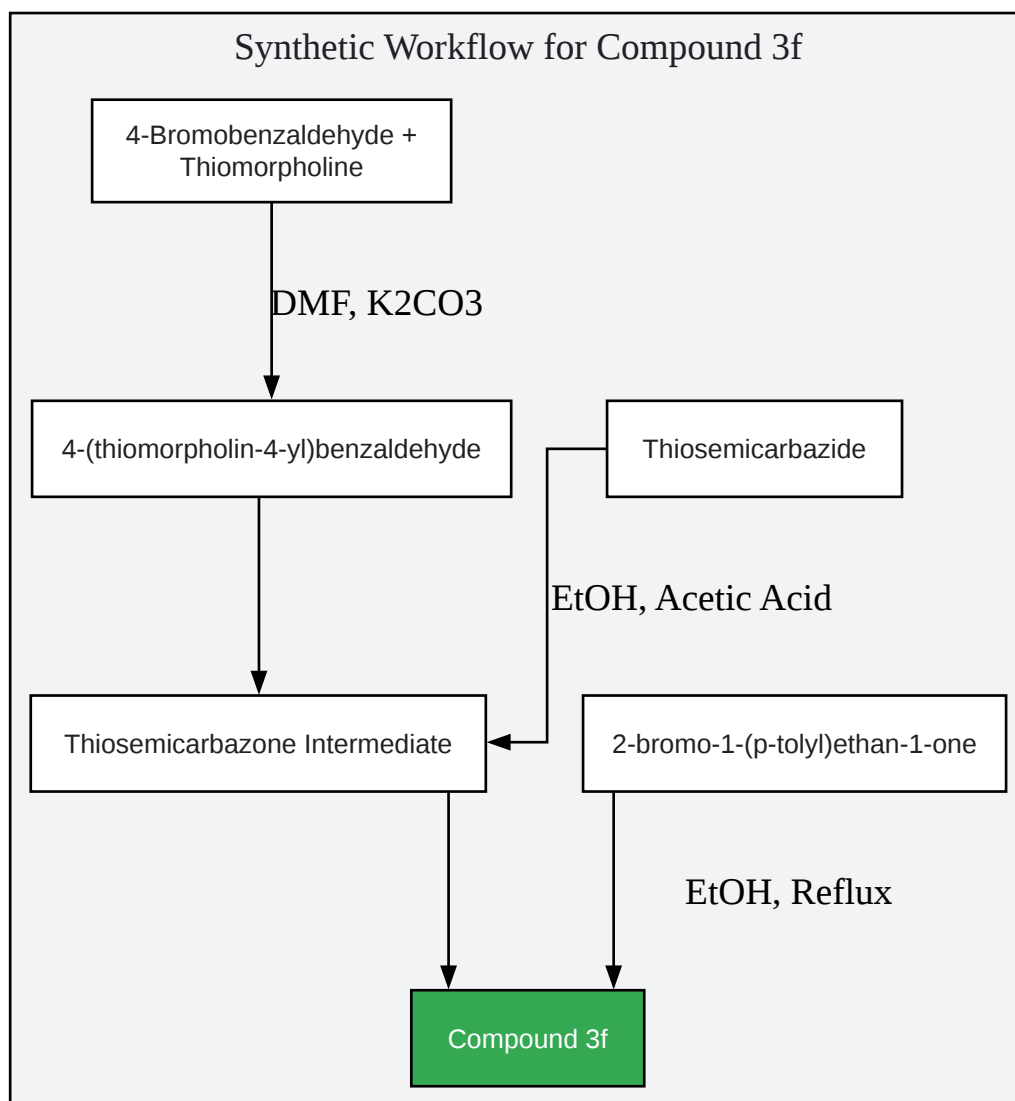 Synthetic Workflow for Compound 3f
4-Bromobenzaldehyde +
Thiomorpholine
DMF, K2CO3
4-(thiomorpholin-4-yl)benzaldehyde
Thiosemicarbazide
EtOH, Acetic Acid
Thiosemicarbazone Intermediate
2-bromo-1-(p-tolyl)ethan-1-one
EtOH, Reflux
Compound 3f